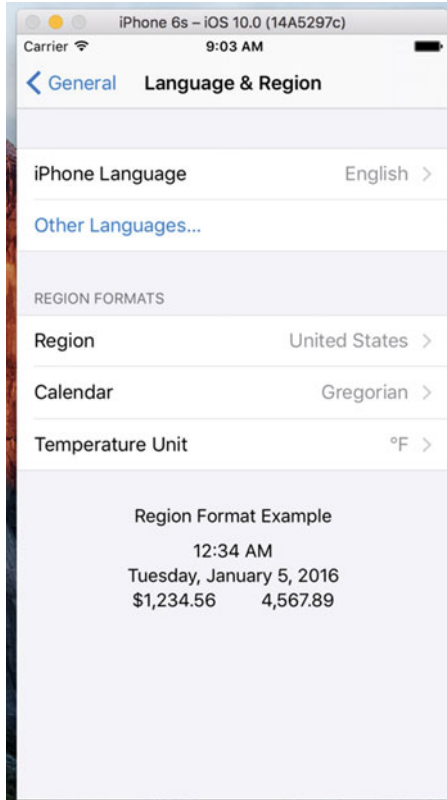 iPhone 6s – iOS 10.0 (14A5297c)
Carrier 9:03 AM
General Language & Region
iPhone Language English
Other Languages...
REGION FORMATS
Region United States
Calendar Gregorian
Temperature Unit °F
Region Format Example
12:34 AM
Tuesday, January 5, 2016
$1,234.56 4,567.89